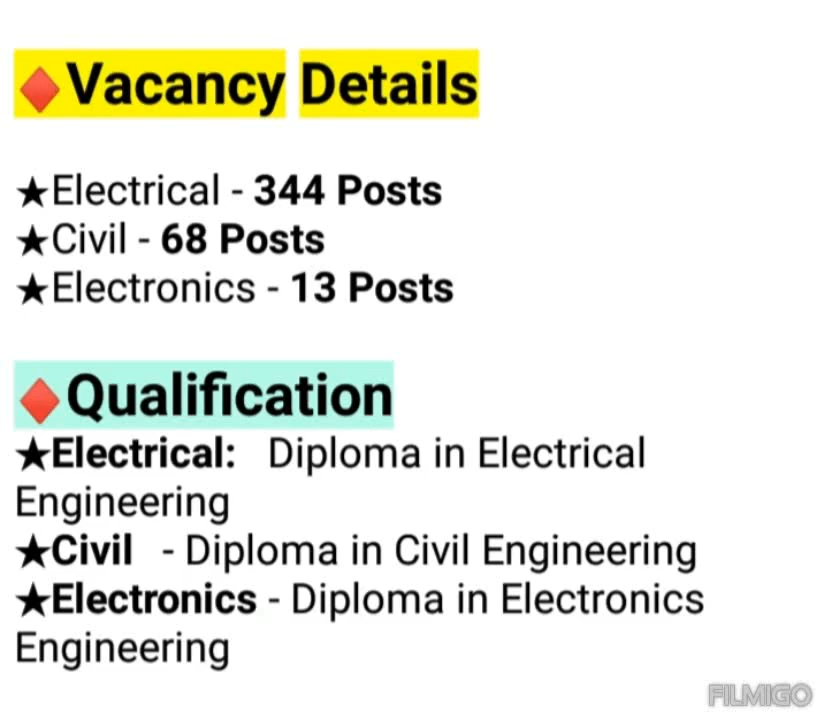 ♦Vacancy Details
★Electrical - 344 Posts
★Civil - 68 Posts
★Electronics - 13 Posts
♦Qualification
★Electrical: Diploma in Electrical
Engineering
★Civil - Diploma in Civil Engineering
★Electronics - Diploma in Electronics
Engineering
FILMIGO